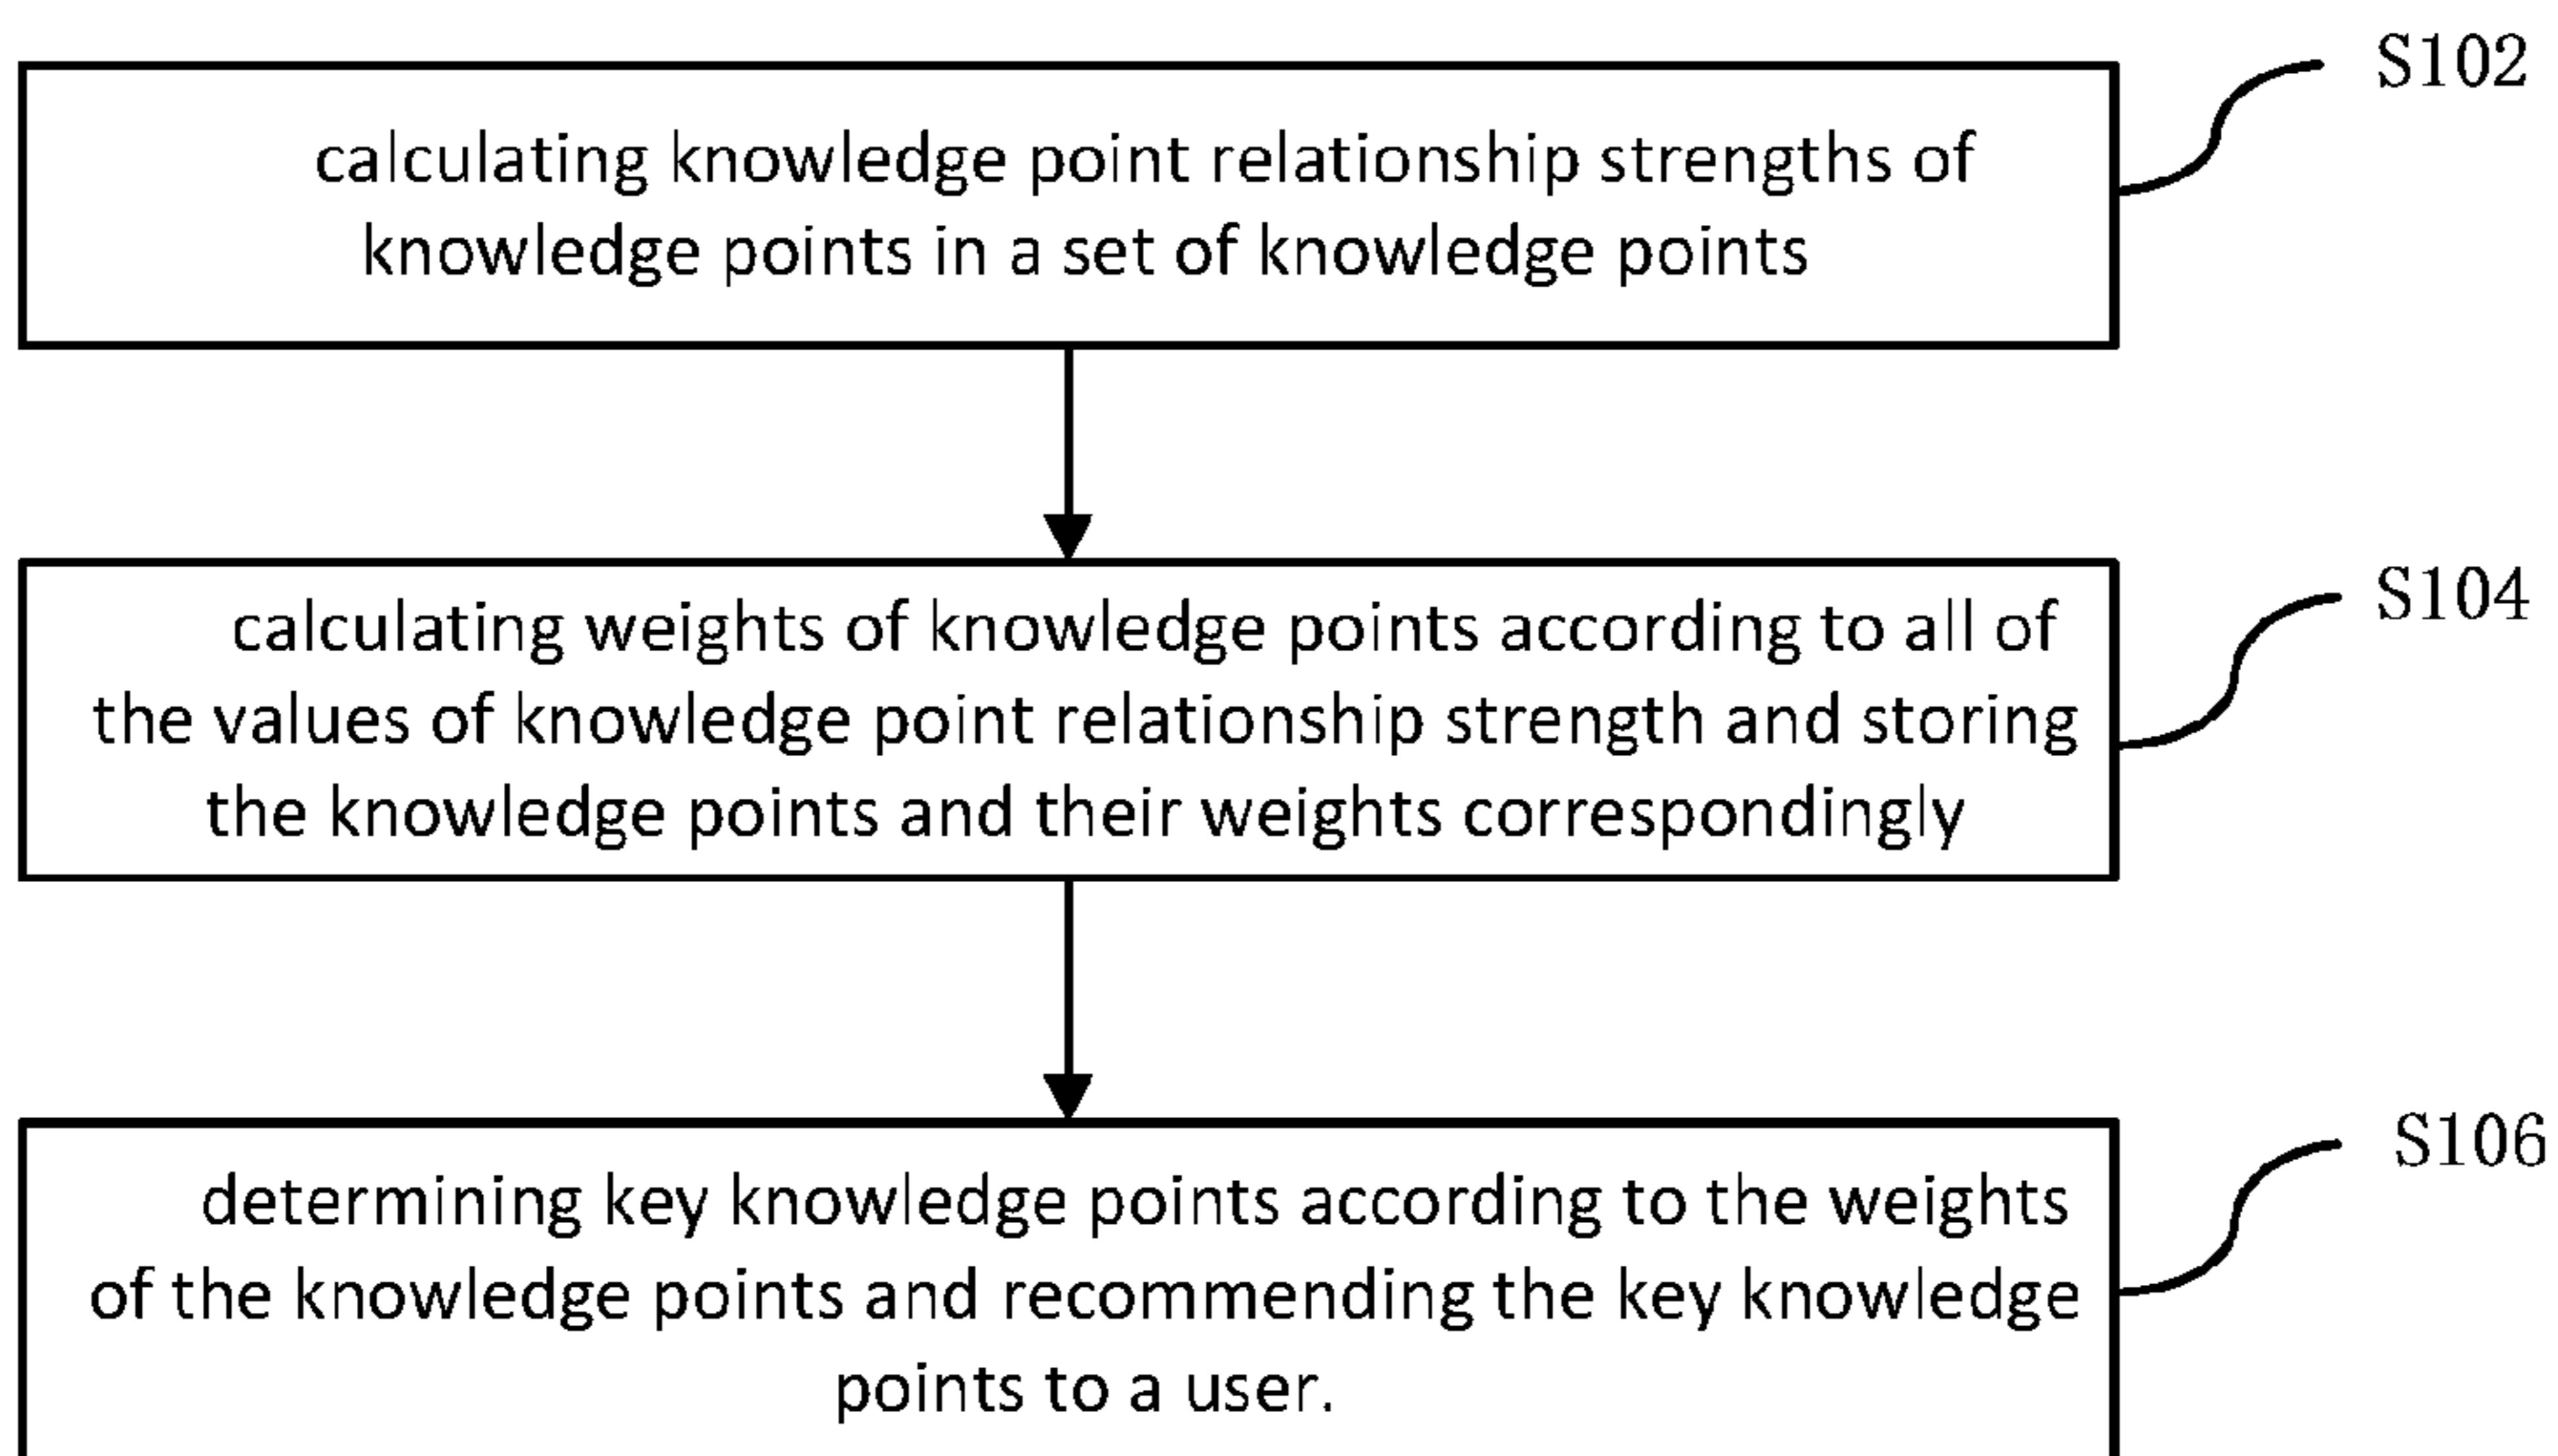 S102
calculating knowledge point relationship strengths of
knowledge points in a set of knowledge points
S104
calculating weights of knowledge points according to all of
the values of knowledge point relationship strength and storing
the knowledge points and their weights correspondingly
S106
determining key knowledge points according to the weights
of the knowledge points and recommending the key knowledge
points to a user.